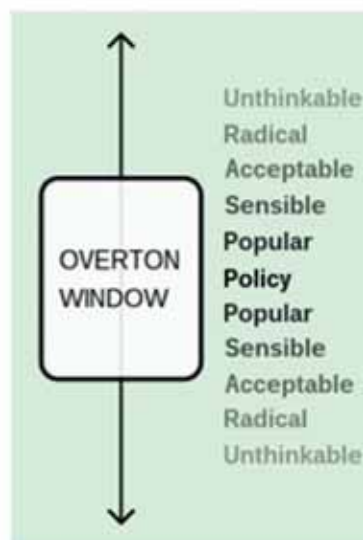 Unthinkable
Radical
Acceptable
Sensible
Popular
Policy
Popular
Sensible
Acceptable
Radical
Unthinkable
OVERTON
WINDOW